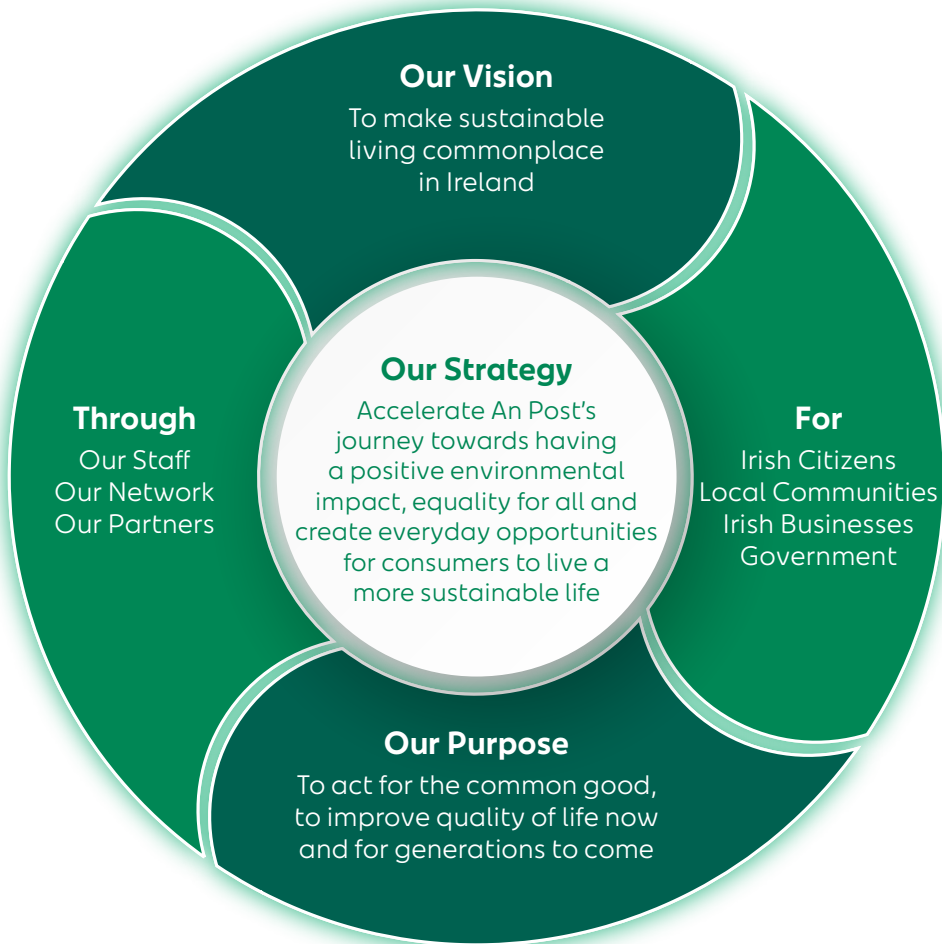 Our Vision
To make sustainable
living commonplace
in Ireland
Through
Our Staff
Our Network
Our Partners
Our Strategy
Accelerate An Post’s
journey towards having
a positive environmental
impact, equality for all and
create everyday opportunities
for consumers to live a
more sustainable life
For
Irish Citizens
Local Communities
Irish Businesses
Government
Our Purpose
To act for the common good,
to improve quality of life now
and for generations to come